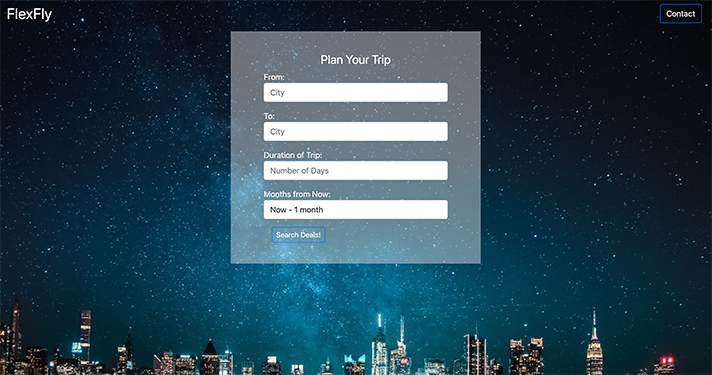 FlexFly
Contact
Plan Your Trip
From:
City
To:
City
Duration of Trip:
Number of Days
Months from Now:
Now - 1 month
Search Deals!